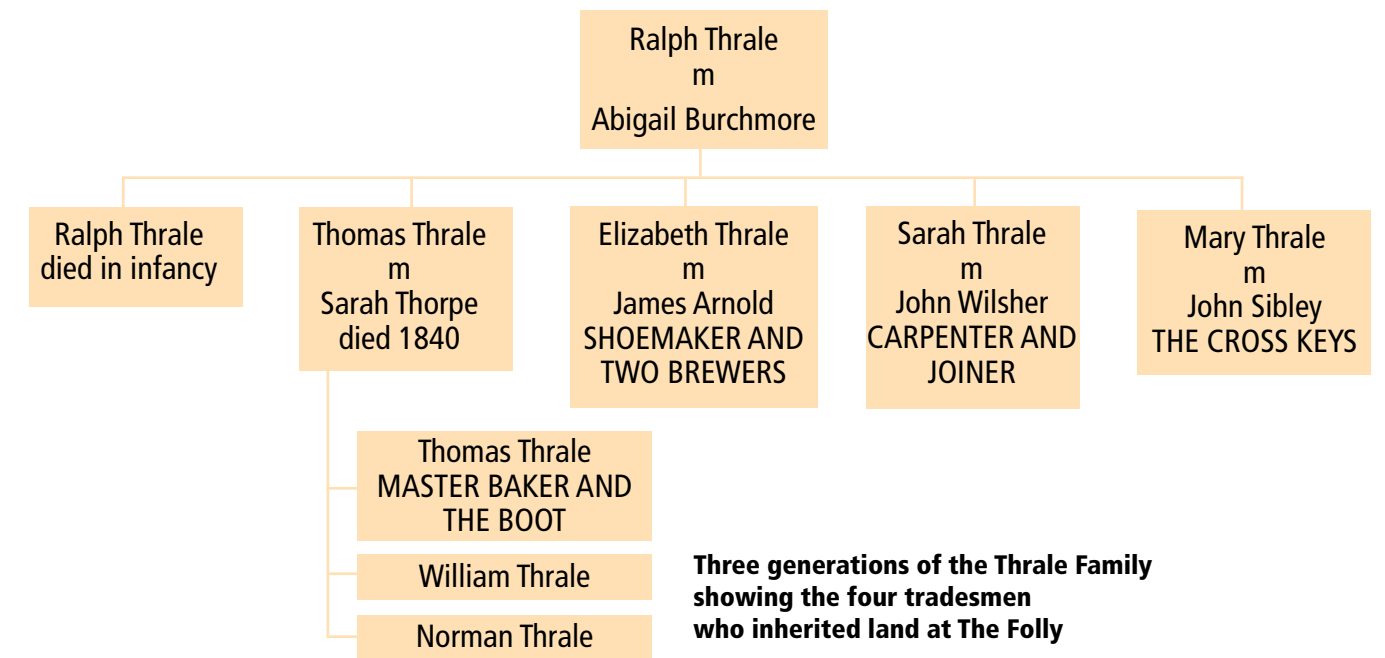 Ralph Thrale
m
Abigail Burchmore
Ralph Thrale
died in infancy
Thomas Thrale
m
Sarah Thorpe
died 1840
Elizabeth Thrale
m
James Arnold
SHOEMAKER AND
TWO BREWERS
Sarah Thrale
m
John Wilsher
CARPENTER AND
JOINER
Mary Thrale
m
John Sibley
THE CROSS KEYS
Thomas Thrale
MASTER BAKER AND
THE BOOT
William Thrale
Norman Thrale
Three generations of the Thrale Family
showing the four tradesmen
who inherited land at The Folly